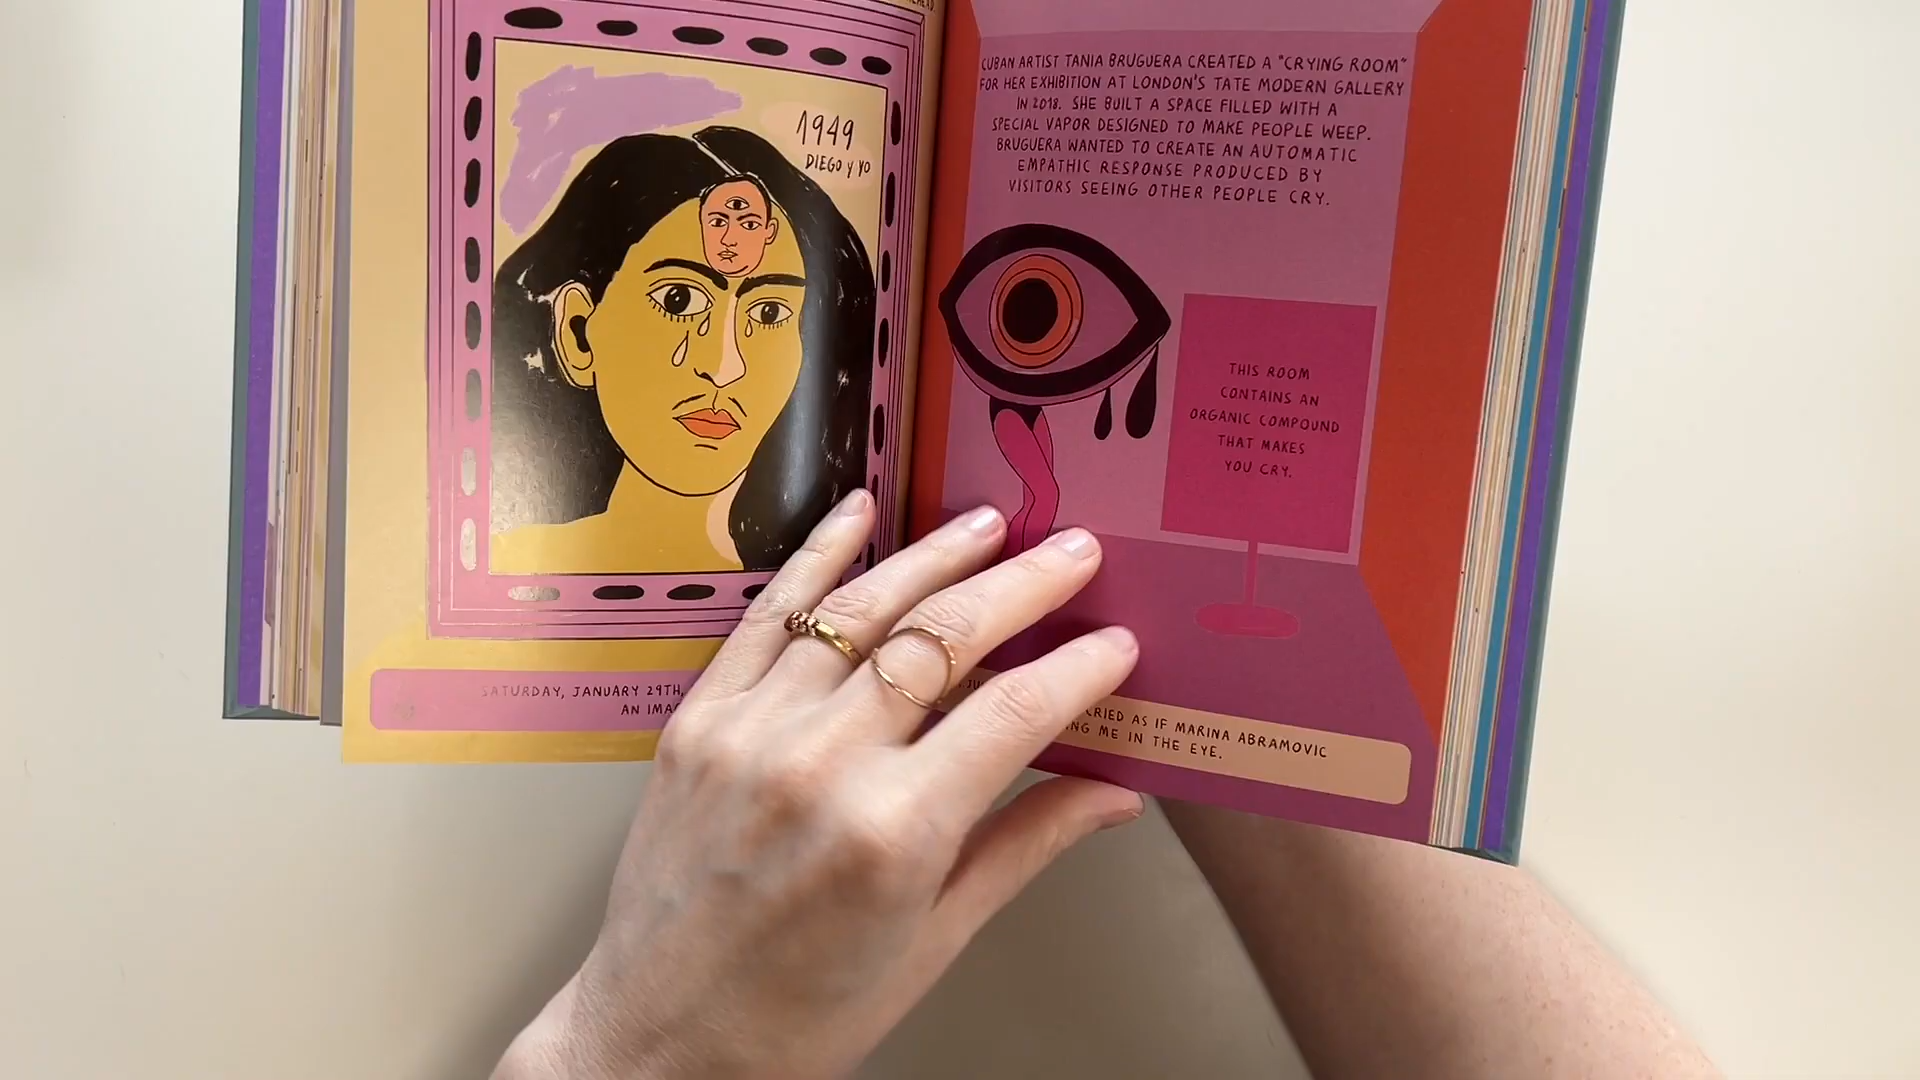 1949
DIEGO Y YO
SATURDAY, JANUARY 29TH,
AN
CUBAN ARTIST TANIA BRUGUERA CREATED A "CRYING ROOM"
FOR HER EXHIBITION AT LONDON'S TATE MODERN GALLERY
IN 2018. SHE BUILT A SPACE FILLED WITH A
SPECIAL VAPOR DESIGNED TO MAKE PEOPLE WEEP.
BRUGUERA WANTED TO CREATE AN AUTOMATIC
EMPATHIC RESPONSE PRODUCED BY
VISITORS SEEING OTHER PEOPLE CRY.
THIS ROOM
CONTAINS AN
ORGANIC COMPOUND
THAT MAKES
YOU CRY.
CRIED AS IF MARINA ABRAMOVIC
ME IN THE EYE.